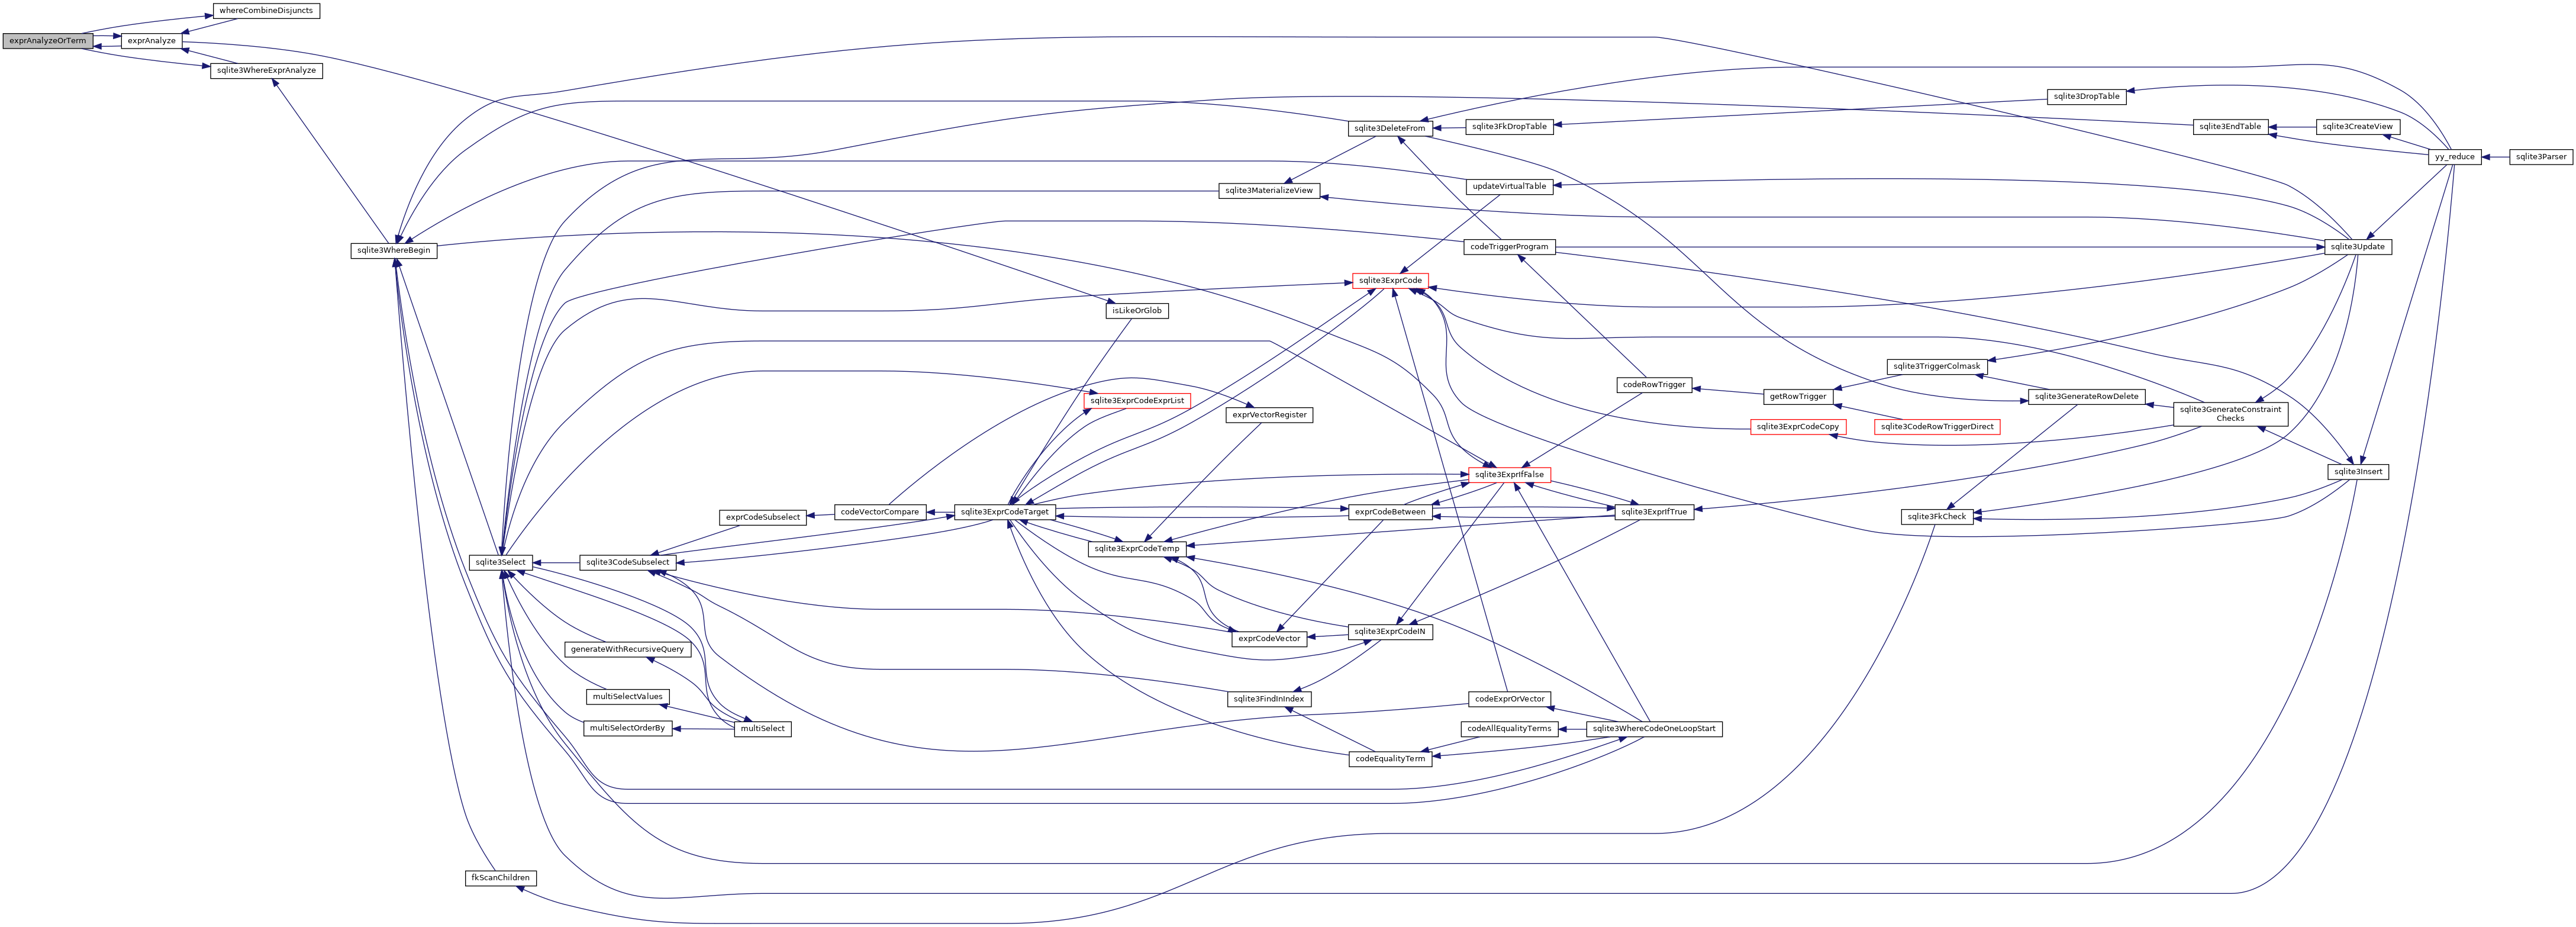 whereCombineDisjuncts
exprAnalyzeOrTerm
exprAnalyze
sqlite3WhereExprAnalyze
sqlite3WhereBegin
sqlite3Select
fkScanChildren
exprCodeSubselect
sqlite3CodeSubselect
generateWithRecursiveQuery
multiSelectValues
multiSelectOrderBy
multiSelect
codeVectorCompare
sqlite3ExprCodeTarget
isLikeOrGlob
sqlite3ExprCodeExprList
sqlite3ExprCodeTemp
sqlite3MaterializeView
exprVectorRegister
exprCodeVector
sqlite3FindInIndex
sqlite3DeleteFrom
sqlite3ExprCode
exprCodeBetween
sqlite3ExprCodeIN
codeEqualityTerm
sqlite3FkDropTable
updateVirtualTable
codeTriggerProgram
sqlite3ExprIfFalse
codeExprOrVector
codeAllEqualityTerms
codeRowTrigger
sqlite3ExprIfTrue
sqlite3WhereCodeOneLoopStart
getRowTrigger
sqlite3ExprCodeCopy
sqlite3TriggerColmask
sqlite3CodeRowTriggerDirect
sqlite3FkCheck
sqlite3DropTable
sqlite3GenerateRowDelete
sqlite3EndTable
sqlite3GenerateConstraint
Checks
sqlite3CreateView
sqlite3Update
sqlite3Insert
yy_reduce
sqlite3Parser